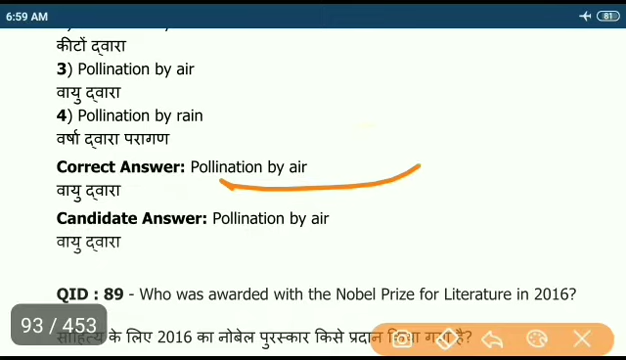 6:59 AM
81
कीटों द्वारा
3) Pollination by air
वायु द्वारा
4) Pollination by rain
वर्षा द्वारा परागण
Correct Answer: Pollination by air
वायु द्वारा
Candidate Answer: Pollination by air
वायु द्वारा
QID : 89 - Who was awarded with the Nobel Prize for Literature in 2016?
93 / 453
साहित्य के लिए 2016 का नोबेल पुरस्कार किसे प्रदान किया गया है?